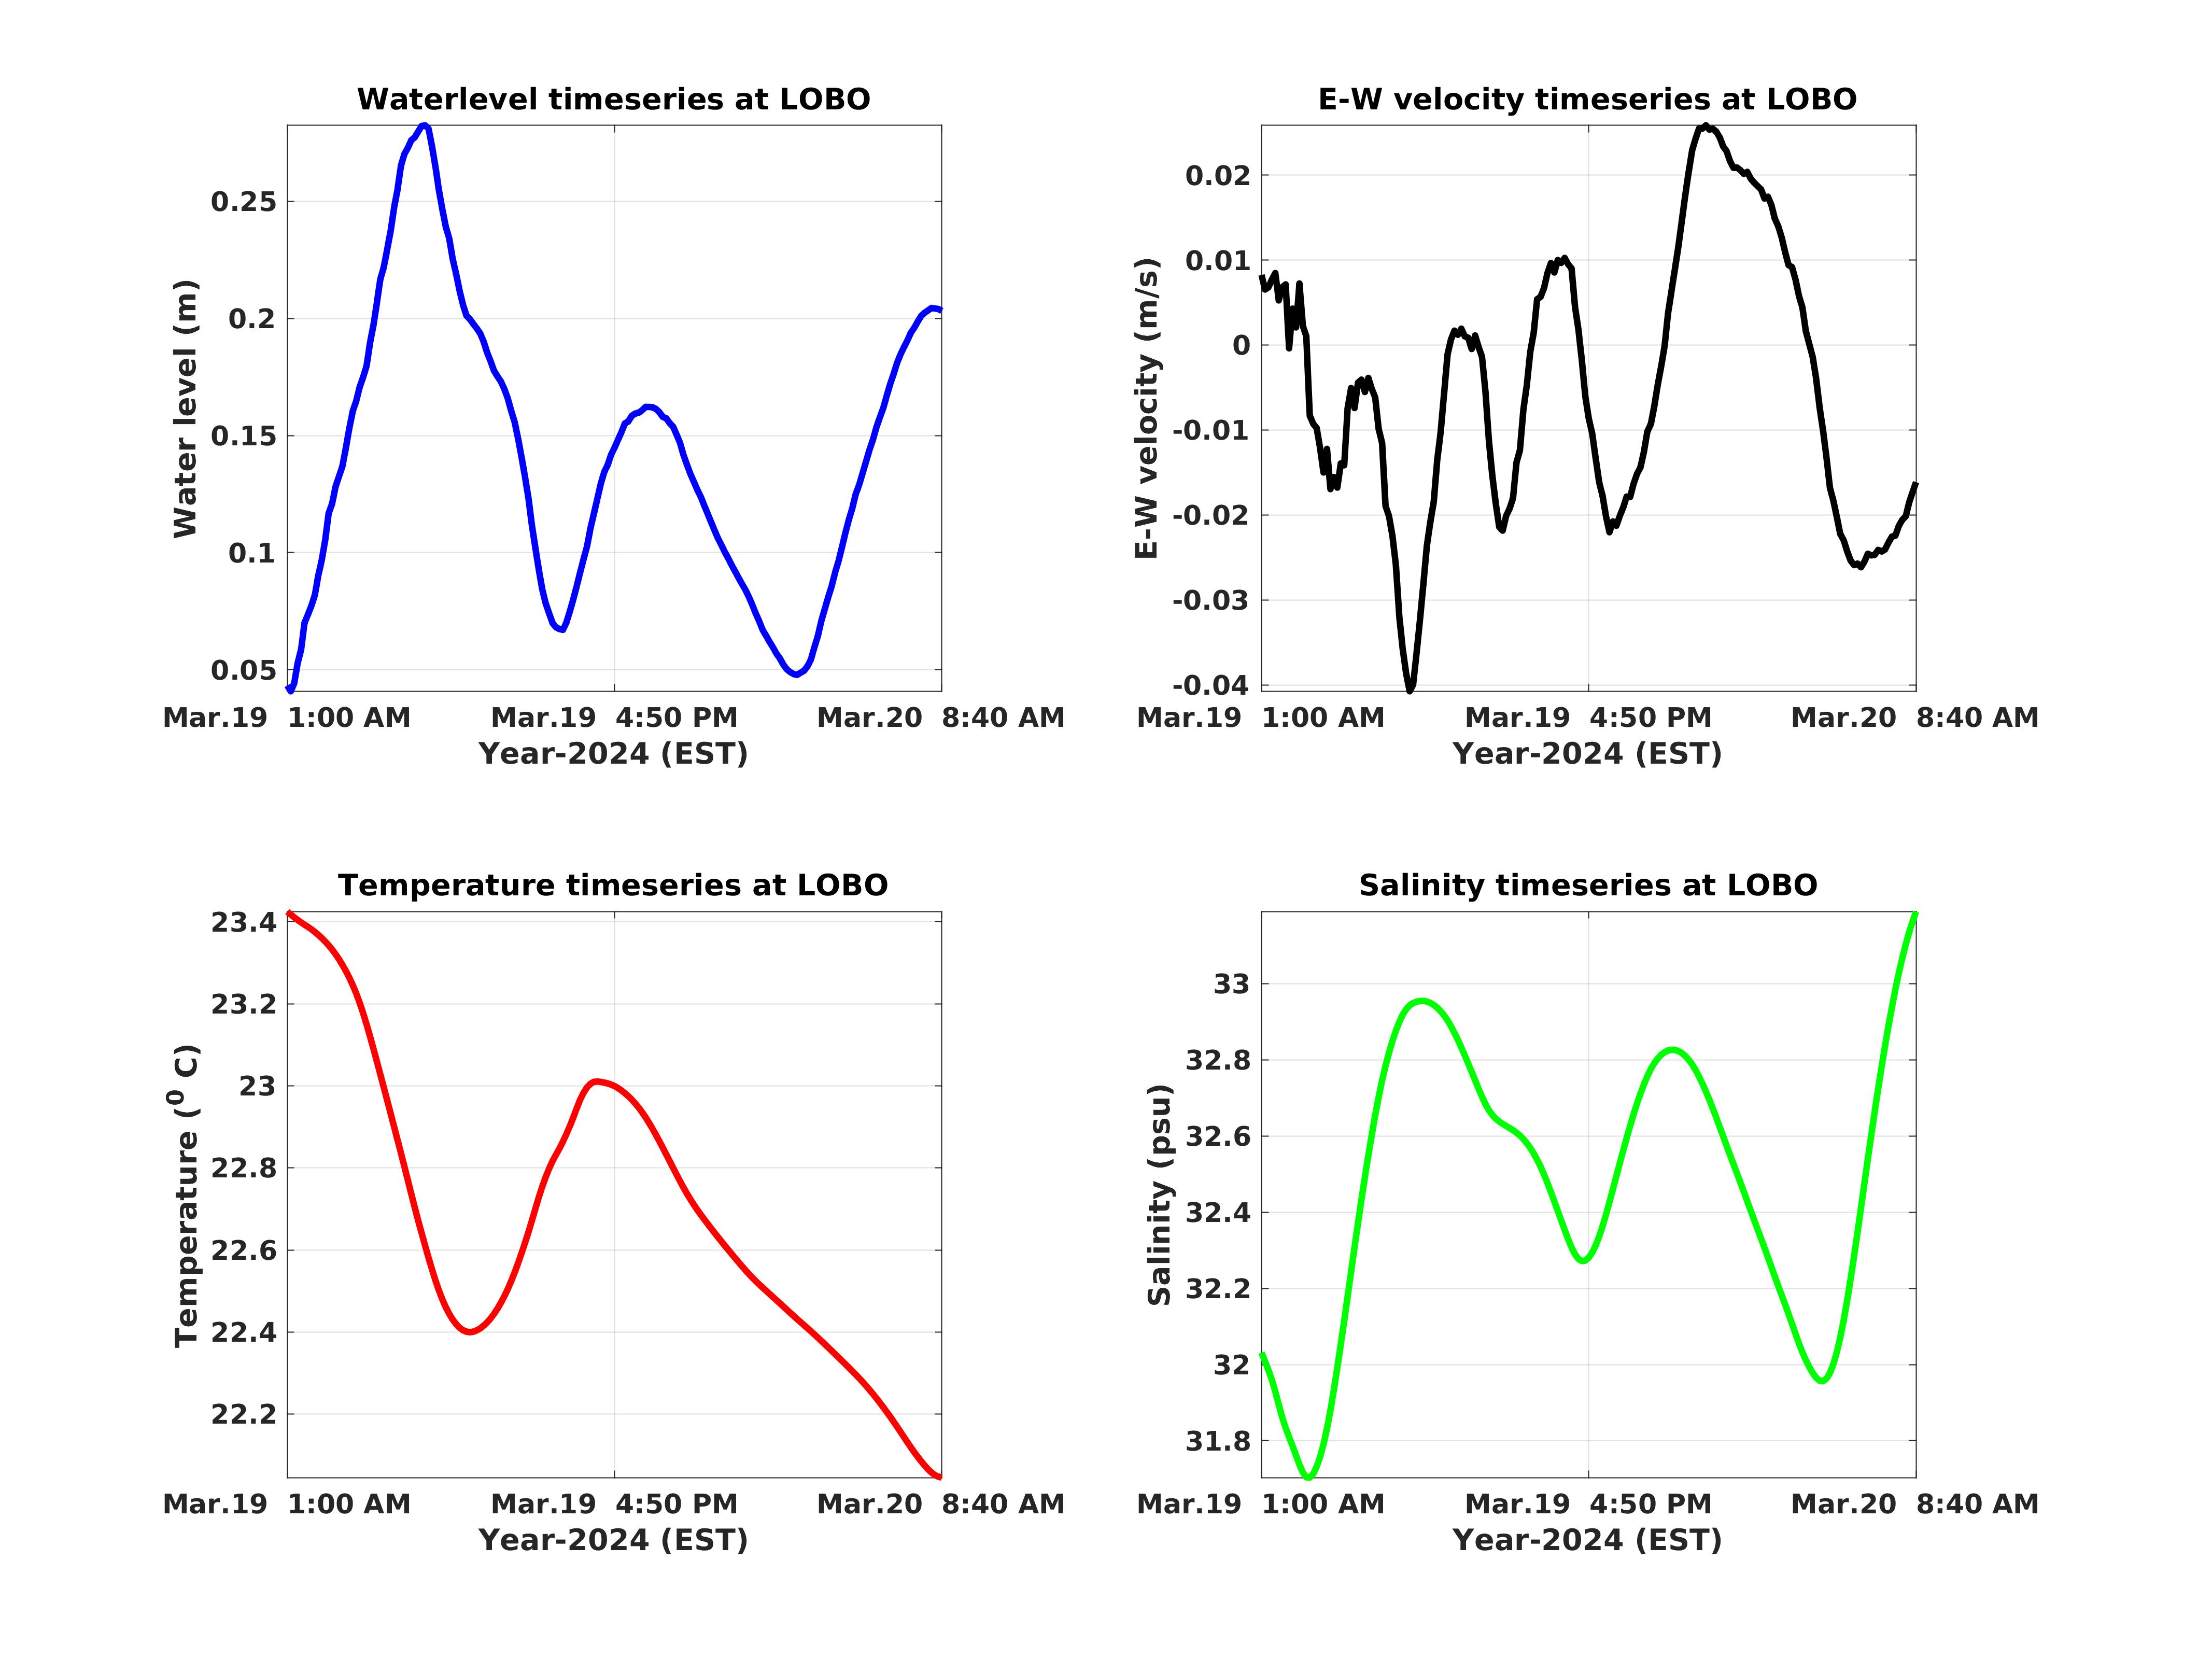 Waterlevel timeseries at LOBO
Water level (m)
0.25
0.2
0.15
0.1
0.05
Mar.19 1:00 AM
Mar.19 4:50 PM
Mar.20 8:40 AM
Year-2024 (EST)
E-W velocity timeseries at LOBO
E-W velocity (m/s)
0.02
0.01
0
-0.01
-0.02
-0.03
-0.04
Mar.19 1:00 AM
Mar.19 4:50 PM
Mar.20 8:40 AM
Year-2024 (EST)
Temperature timeseries at LOBO
Temperature (⁰ C)
23.4
23.2
23
22.8
22.6
22.4
22.2
Mar.19 1:00 AM
Mar.19 4:50 PM
Mar.20 8:40 AM
Year-2024 (EST)
Salinity timeseries at LOBO
Salinity (psu)
33
32.8
32.6
32.4
32.2
32
31.8
Mar.19 1:00 AM
Mar.19 4:50 PM
Mar.20 8:40 AM
Year-2024 (EST)